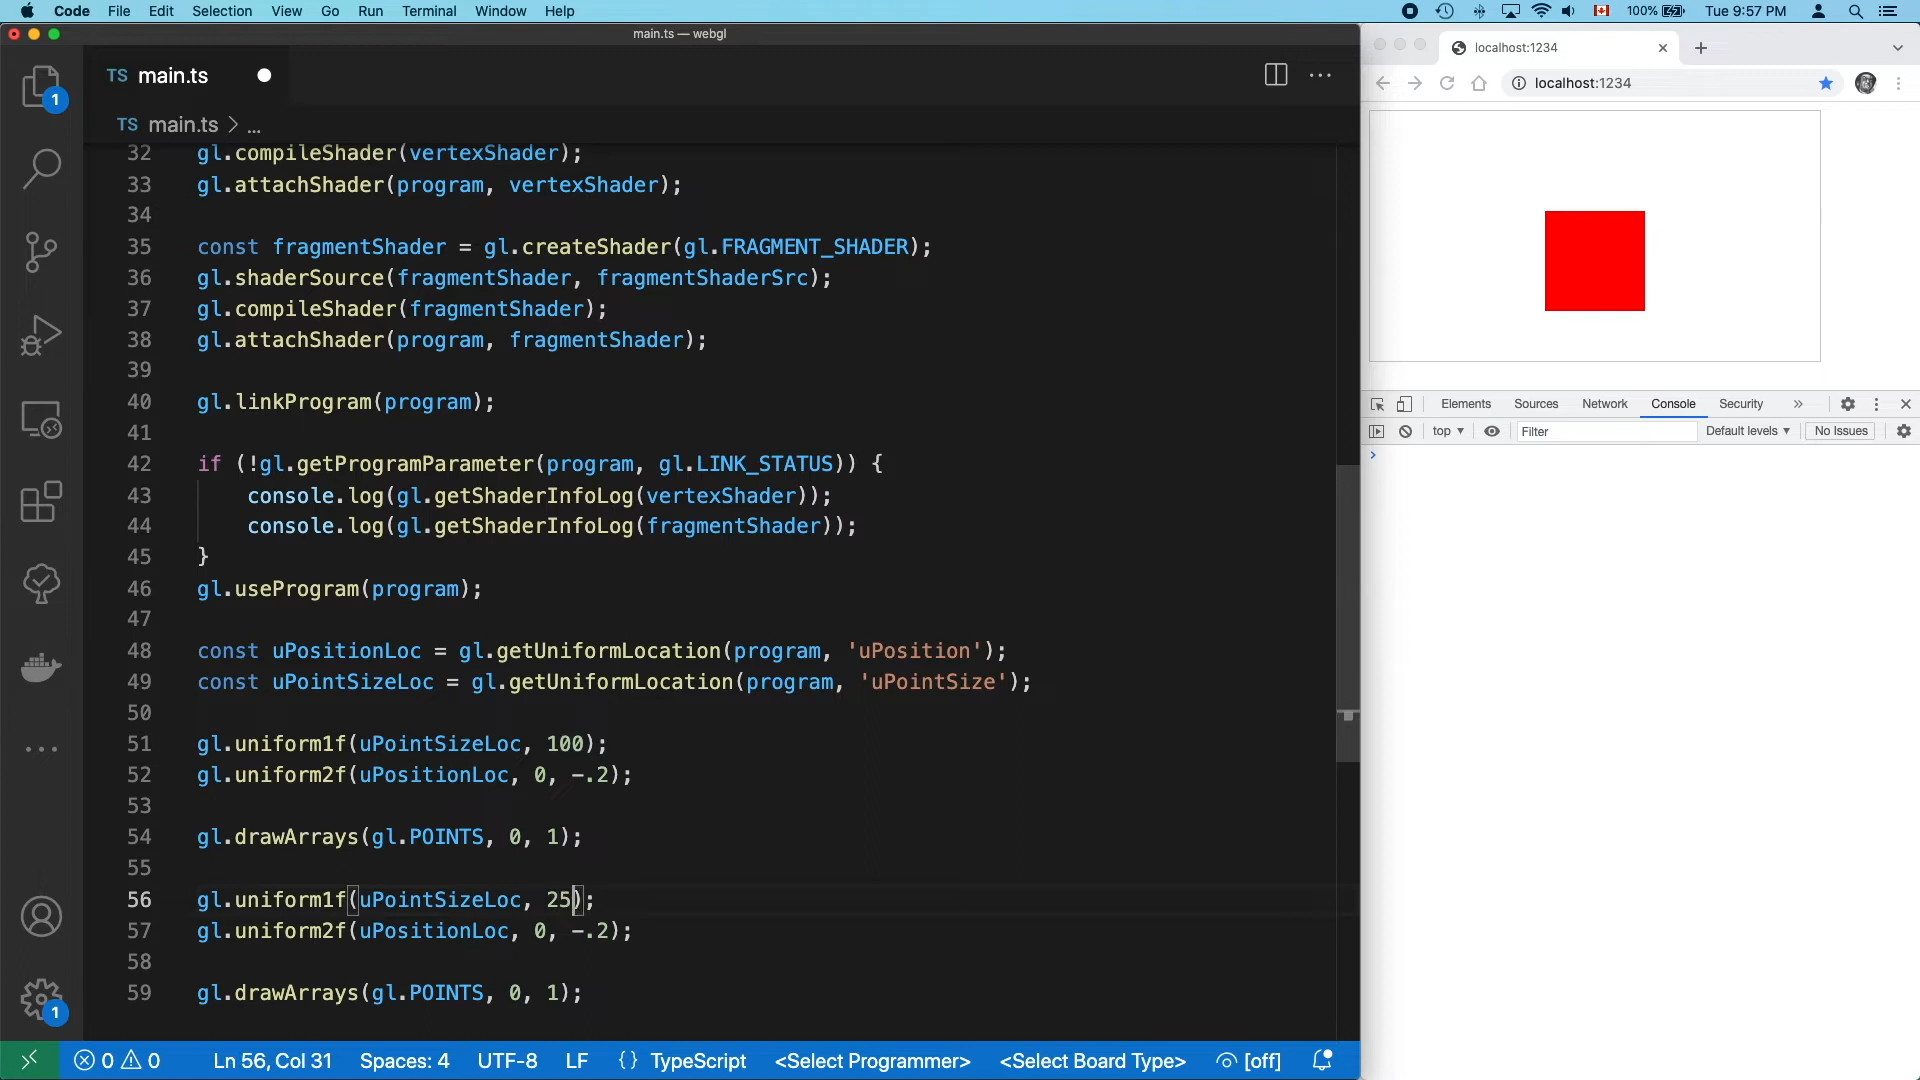 Code File Edit Selection View Go Run Terminal Window Help 100% Tue 9:57 PM
main.ts — webgl
TS main.ts
TS main.ts > ...
32 gl.compileShader(vertexShader);
33 gl.attachShader(program, vertexShader);
34
35 const fragmentShader = gl.createShader(gl.FRAGMENT_SHADER);
36 gl.shaderSource(fragmentShader, fragmentShaderSrc);
37 gl.compileShader(fragmentShader);
38 gl.attachShader(program, fragmentShader);
39
40 gl.linkProgram(program);
41
42 if (!gl.getProgramParameter(program, gl.LINK_STATUS)) {
43 console.log(gl.getShaderInfoLog(vertexShader));
44 console.log(gl.getShaderInfoLog(fragmentShader));
45 }
46 gl.useProgram(program);
47
48 const uPositionLoc = gl.getUniformLocation(program, 'uPosition');
49 const uPointSizeLoc = gl.getUniformLocation(program, 'uPointSize');
50
51 gl.uniform1f(uPointSizeLoc, 100);
52 gl.uniform2f(uPositionLoc, 0, -.2);
53
54 gl.drawArrays(gl.POINTS, 0, 1);
55
56 gl.uniform1f(uPointSizeLoc, 25);
57 gl.uniform2f(uPositionLoc, 0, -.2);
58
59 gl.drawArrays(gl.POINTS, 0, 1);
1
1
0 0 Ln 56, Col 31 Spaces: 4 UTF-8 LF {} TypeScript <Select Programmer> <Select Board Type> [off]
localhost:1234
localhost:1234
Elements Sources Network Console Security »
top Filter Default levels No Issues